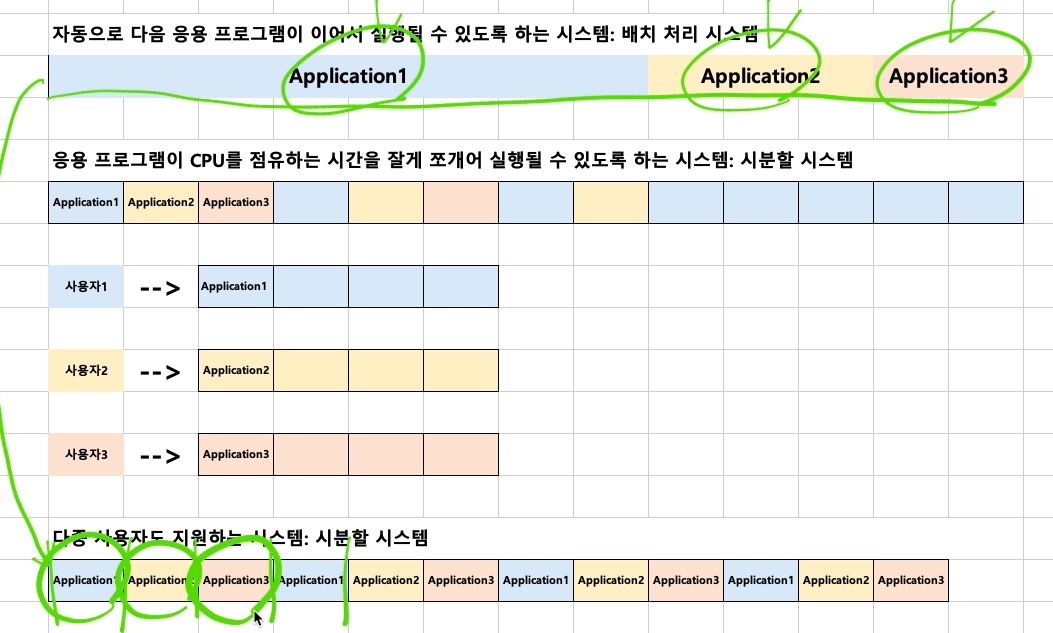 자동으로 다음 응용 프로그램이 이어서 실행될 수 있도록 하는 시스템: 배치 처리 시스템
Application1 Application2 Application3
응용 프로그램이 CPU를 점유하는 시간을 잘게 쪼개어 실행될 수 있도록 하는 시스템: 시분할 시스템
Application1 Application2 Application3
사용자1 --> Application1
사용자2 --> Application2
사용자3 --> Application3
다중 사용자도 지원하는 시스템: 시분할 시스템
Application1 Application2 Application3 Application1 Application2 Application3 Application1 Application2 Application3 Application1 Application2 Application3